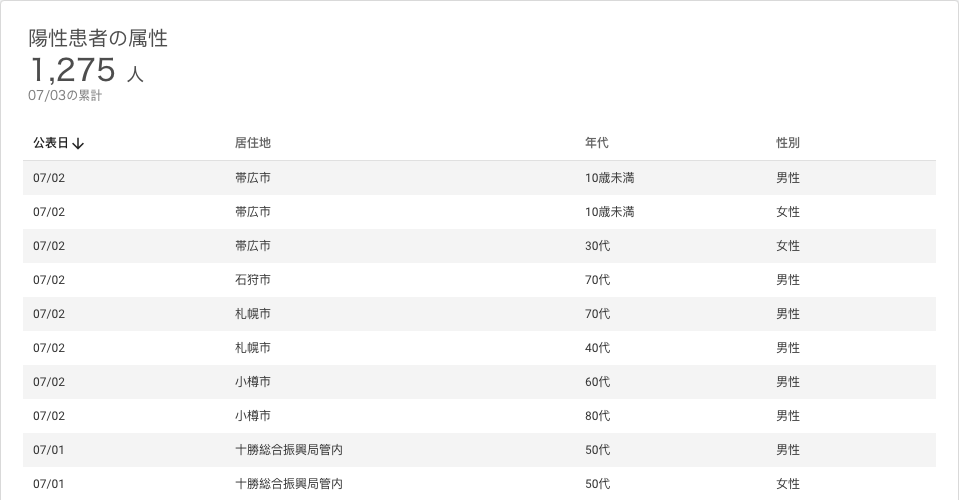 陽性患者の属性
1,275 人
07/03の累計
公表日↓ 居住地 年代 性別
07/02 帯広市 10歳未満 男性
07/02 帯広市 10歳未満 女性
07/02 帯広市 30代 女性
07/02 石狩市 70代 男性
07/02 札幌市 70代 男性
07/02 札幌市 40代 男性
07/02 小樽市 60代 男性
07/02 小樽市 80代 男性
07/01 十勝総合振興局管内 50代 男性
07/01 十勝総合振興局管内 50代 女性